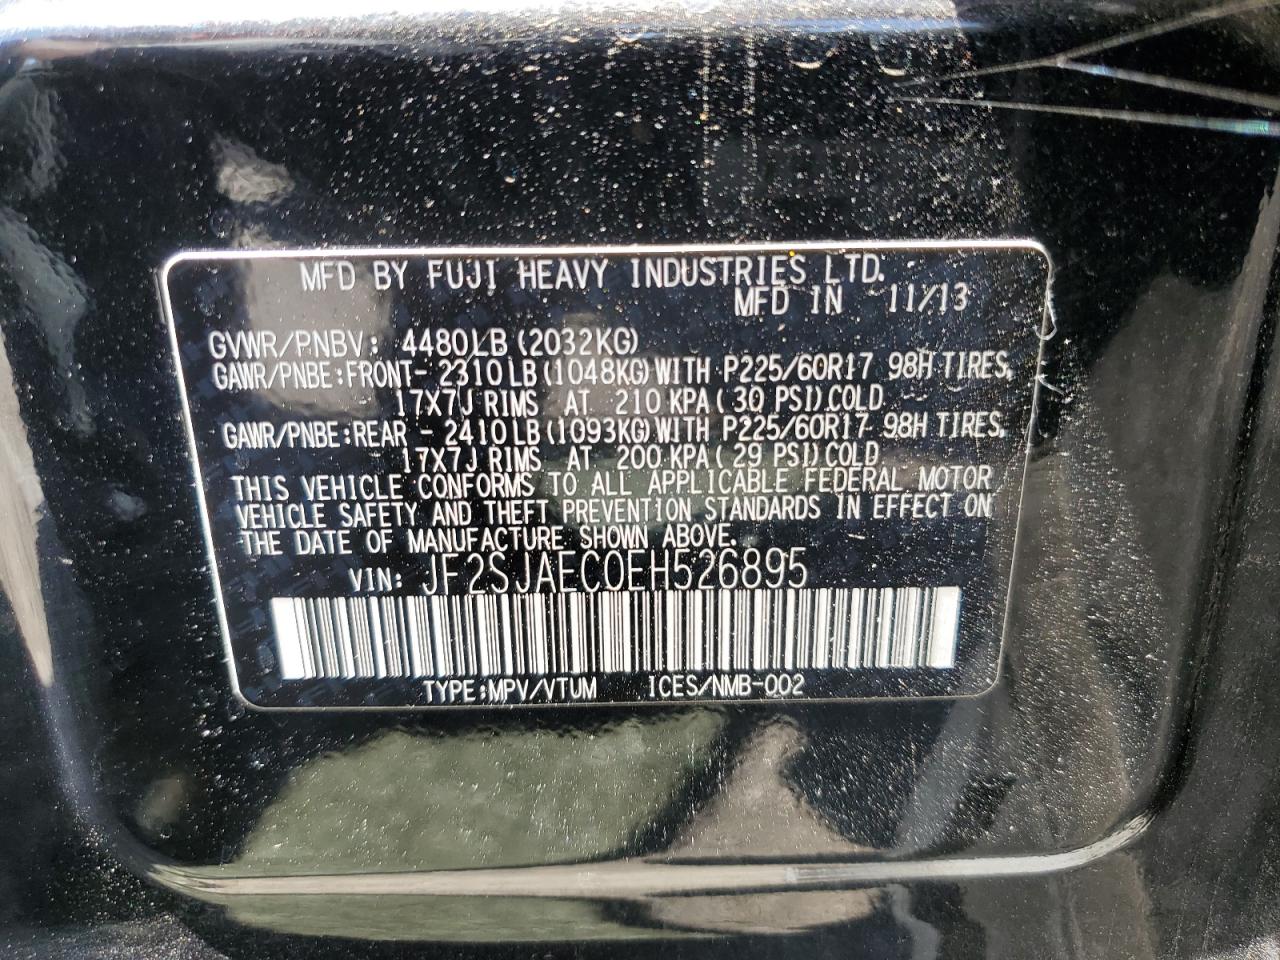 MFD BY FUJI HEAVY INDUSTRIES LTD.
MFD IN 11/13
GVWR/PNBV: 4480LB (2032KG)
GAWR/PNBE:FRONT- 2310LB (1048KG) WITH P225/60R17 98H TIRES,
17X7J RIMS AT 210 KPA (30 PSI) COLD
GAWR/PNBE:REAR - 2410LB (1093KG) WITH P225/60R17 98H TIRES,
17X7J RIMS AT 200 KPA (29 PSI) COLD
THIS VEHICLE CONFORMS TO ALL APPLICABLE FEDERAL MOTOR
VEHICLE SAFETY AND THEFT PREVENTION STANDARDS IN EFFECT ON
THE DATE OF MANUFACTURE SHOWN ABOVE.
VIN: JF2SJAEC0EH526895
TYPE:MPV/VTUM ICES/NMB-002